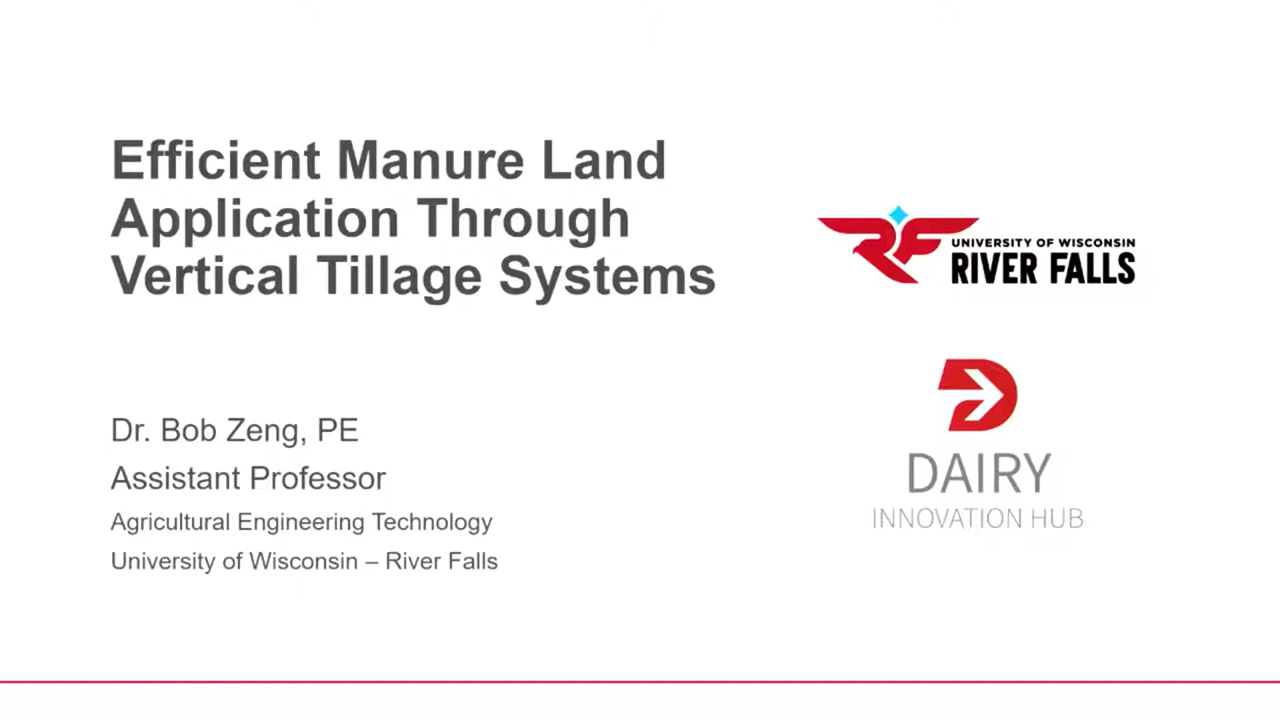 Efficient Manure Land
Application Through
Vertical Tillage Systems
Dr. Bob Zeng, PE
Assistant Professor
Agricultural Engineering Technology
University of Wisconsin – River Falls
RF
UNIVERSITY OF WISCONSIN
RIVER FALLS
DAIRY
INNOVATION HUB